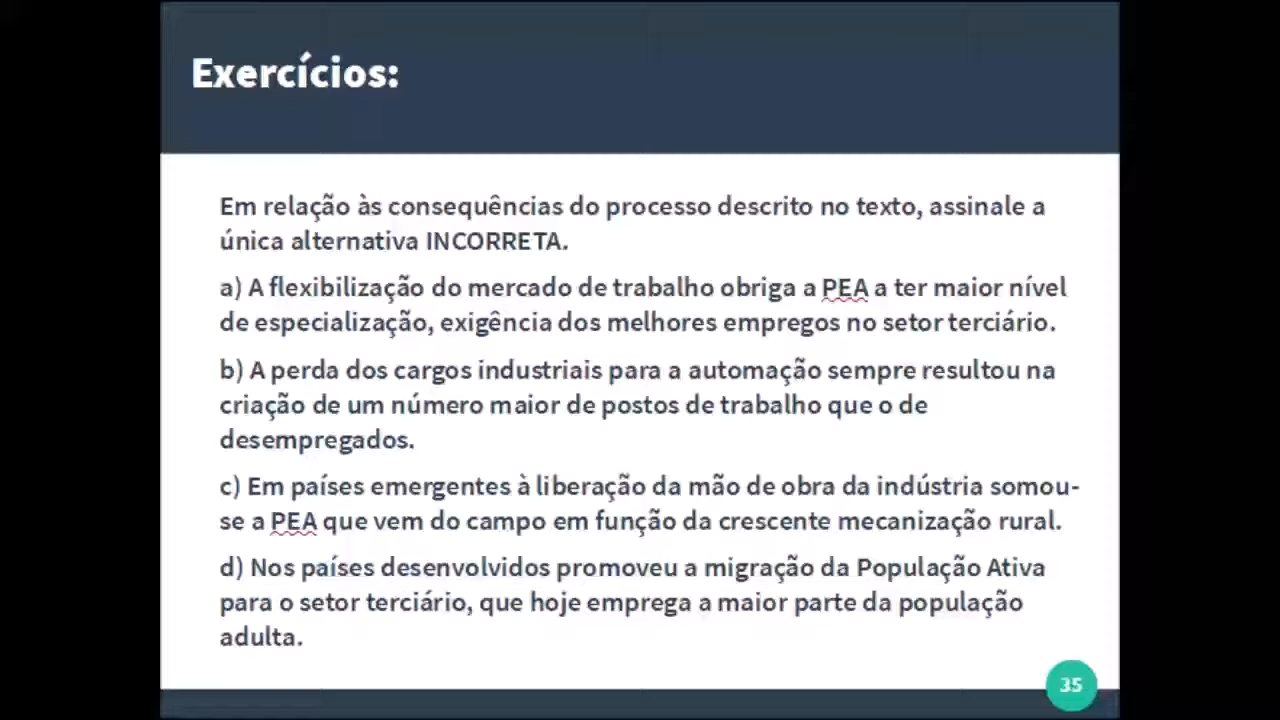 Exercícios:
Em relação às consequências do processo descrito no texto, assinale a
única alternativa INCORRETA.
a) A flexibilização do mercado de trabalho obriga a PEA a ter maior nível
de especialização, exigência dos melhores empregos no setor terciário.
b) A perda dos cargos industriais para a automação sempre resultou na
criação de um número maior de postos de trabalho que o de
desempregados.
c) Em países emergentes à liberação da mão de obra da indústria somou-
se a PEA que vem do campo em função da crescente mecanização rural.
d) Nos países desenvolvidos promoveu a migração da População Ativa
para o setor terciário, que hoje emprega a maior parte da população
adulta.
35